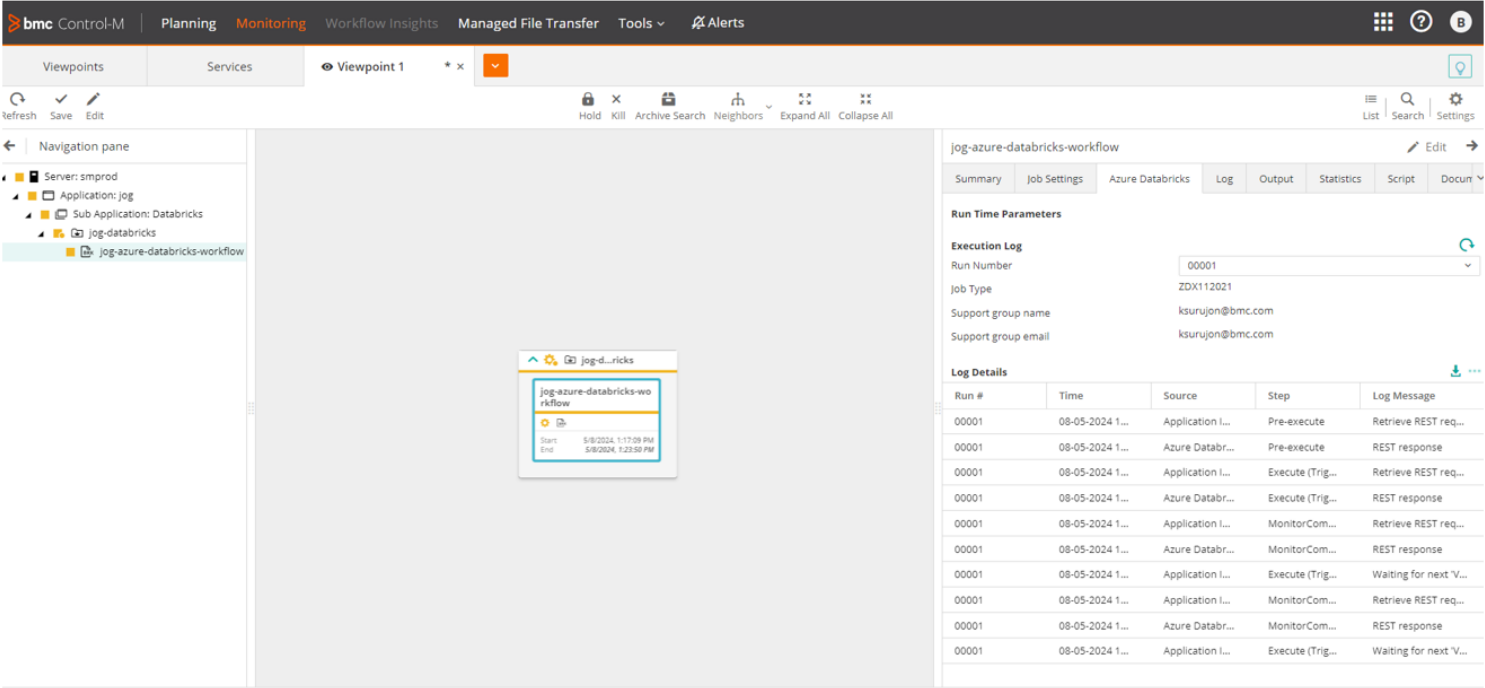 bmc Control-M Planning Monitoring Workflow Insights Managed File Transfer Tools Alerts B
Viewpoints Services Viewpoint 1 * ×
Refresh Save Edit Hold Kill Archive Search Neighbors Expand All Collapse All List Search Settings
Navigation pane
Server: smprod
Application: jog
Sub Application: Databricks
jog-databricks
jog-azure-databricks-workflow
jog-d...ricks
jog-azure-databricks-wo
rkflow
Start 5/8/2024, 1:17:09 PM
End 5/8/2024, 1:23:50 PM
jog-azure-databricks-workflow Edit
Summary Job Settings Azure Databricks Log Output Statistics Script Docum
Run Time Parameters
Execution Log
Run Number 00001
Job Type ZDX112021
Support group name ksurujon@bmc.com
Support group email ksurujon@bmc.com
Log Details
Run # Time Source Step Log Message
00001 08-05-2024 1... Application I... Pre-execute Retrieve REST req...
00001 08-05-2024 1... Azure Databr... Pre-execute REST response
00001 08-05-2024 1... Application I... Execute (Trig... Retrieve REST req...
00001 08-05-2024 1... Azure Databr... Execute (Trig... REST response
00001 08-05-2024 1... Application I... MonitorCom... Retrieve REST req...
00001 08-05-2024 1... Azure Databr... MonitorCom... REST response
00001 08-05-2024 1... Application I... Execute (Trig... Waiting for next 'V...
00001 08-05-2024 1... Application I... MonitorCom... Retrieve REST req...
00001 08-05-2024 1... Azure Databr... MonitorCom... REST response
00001 08-05-2024 1... Application I... Execute (Trig... Waiting for next 'V...